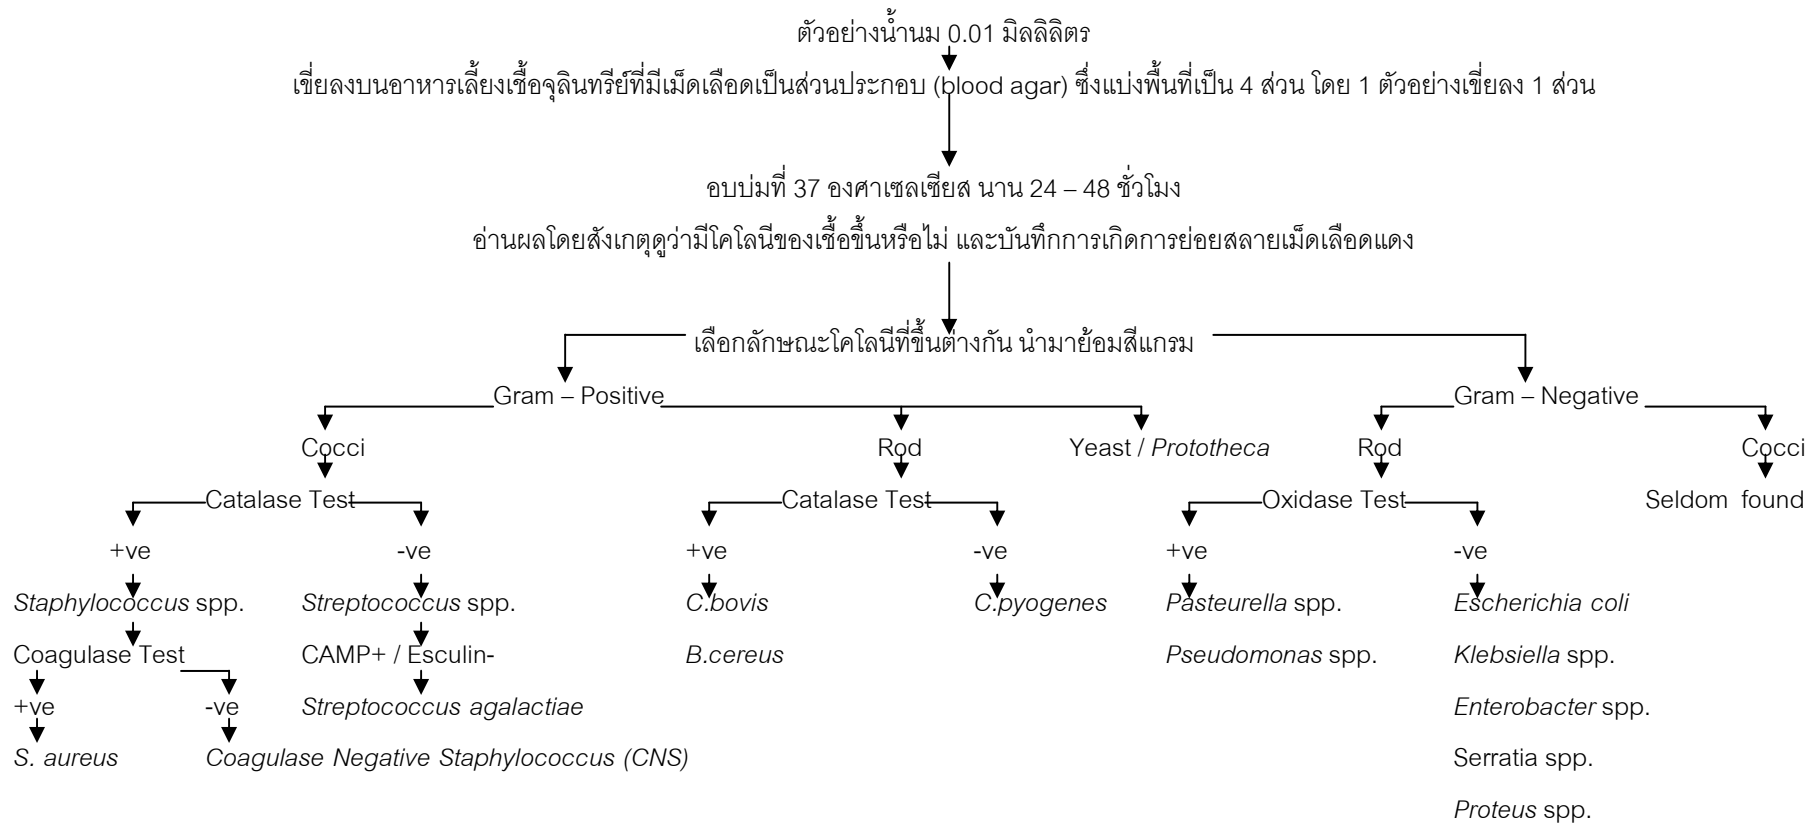 ตัวอย่างน้ำนม 0.01 มิลลิลิตร
เขี่ยลงบนอาหารเลี้ยงเชื้อจุลินทรีย์ที่มีเม็ดเลือดเป็นส่วนประกอบ (blood agar) ซึ่งแบ่งพื้นที่เป็น 4 ส่วน โดย 1 ตัวอย่างเขี่ยลง 1 ส่วน
อบบ่มที่ 37 องศาเซลเซียส นาน 24 – 48 ชั่วโมง
อ่านผลโดยสังเกตุดูว่ามีโคโลนีของเชื้อขึ้นหรือไม่ และบันทึกการเกิดการย่อยสลายเม็ดเลือดแดง
เลือกลักษณะโคโลนีที่ขึ้นต่างกัน นำมาย้อมสีแกรม
Gram – Positive Gram – Negative
Cocci Rod Yeast / Prototheca Rod Cocci
Catalase Test Catalase Test Oxidase Test Seldom found
+ve -ve +ve -ve +ve -ve
Staphylococcus spp. Streptococcus spp. C.bovis C.pyogenes Pasteurella spp. Escherichia coli
Coagulase Test CAMP+ / Esculin- B.cereus Pseudomonas spp. Klebsiella spp.
+ve -ve Streptococcus agalactiae Enterobacter spp.
S. aureus Coagulase Negative Staphylococcus (CNS) Serratia spp.
Proteus spp.